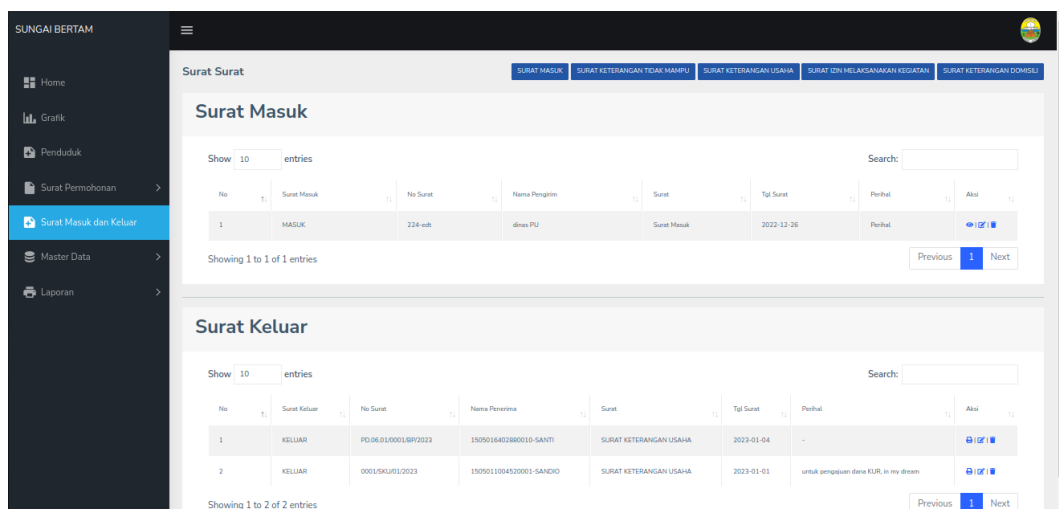 SUNGAI BERTAM
Home
Grafik
Penduduk
Surat Permohonan
Surat Masuk dan Keluar
Master Data
Laporan
Surat Surat
SURAT MASUK SURAT KETERANGAN TIDAK MAMPU SURAT KETERANGAN USAHA SURAT IZIN MELAKSANAKAN KEGIATAN SURAT KETERANGAN DOMISILI
Surat Masuk
Show 10 entries Search:
No Surat Masuk No Surat Nama Pengirim Surat Tgl Surat Perihal Aksi
1 MASUK 224-edt dinas PU Surat Masuk 2022-12-26 Perihal
Showing 1 to 1 of 1 entries Previous 1 Next
Surat Keluar
Show 10 entries Search:
No Surat Keluar No Surat Nama Penerima Surat Tgl Surat Perihal Aksi
1 KELUAR PD.06.01/0001/BP/2023 1505016402880010-SANTI SURAT KETERANGAN USAHA 2023-01-04 -
2 KELUAR 0001/SKU/01/2023 1505011004520001-SANDIO SURAT KETERANGAN USAHA 2023-01-01 untuk pengajuan dana KUR, in my dream
Showing 1 to 2 of 2 entries Previous 1 Next